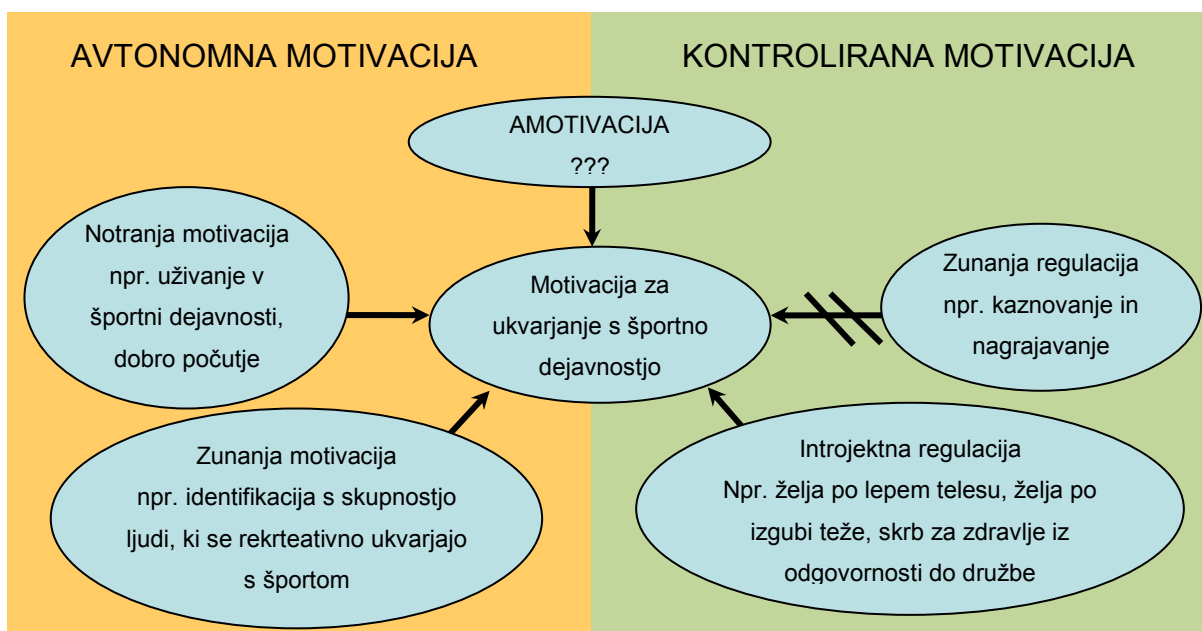 AVTONOMNA MOTIVACIJA
KONTROLIRANA MOTIVACIJA
AMOTIVACIJA
???
Notranja motivacija
npr. uživanje v
športni dejavnosti,
dobro počutje
Motivacija za
ukvarjanje s športno
dejavnostjo
Zunanja regulacija
npr. kaznovanje in
nagrajavanje
Zunanja motivacija
npr. identifikacija s skupnostjo
ljudi, ki se rekrteativno ukvarjajo
s športom
Introjektna regulacija
Npr. želja po lepem telesu, želja po
izgubi teže, skrb za zdravlje iz
odgovornosti do družbe